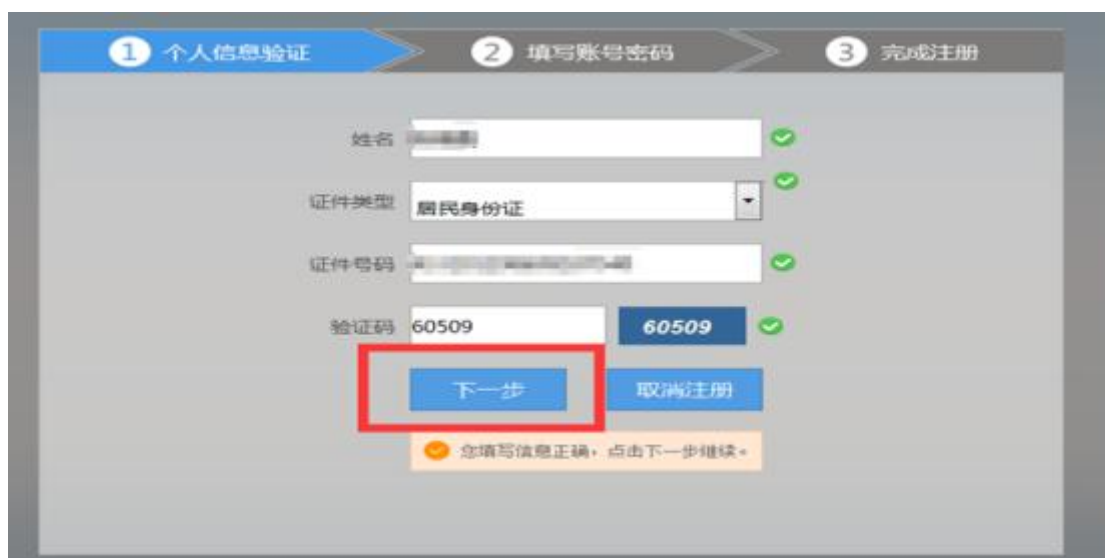 1 个人信息验证 2 填写账号密码 3 完成注册
姓名
证件类型 居民身份证
证件号码
验证码 60509 60509
下一步 取消注册
您填写信息正确，点击下一步继续。